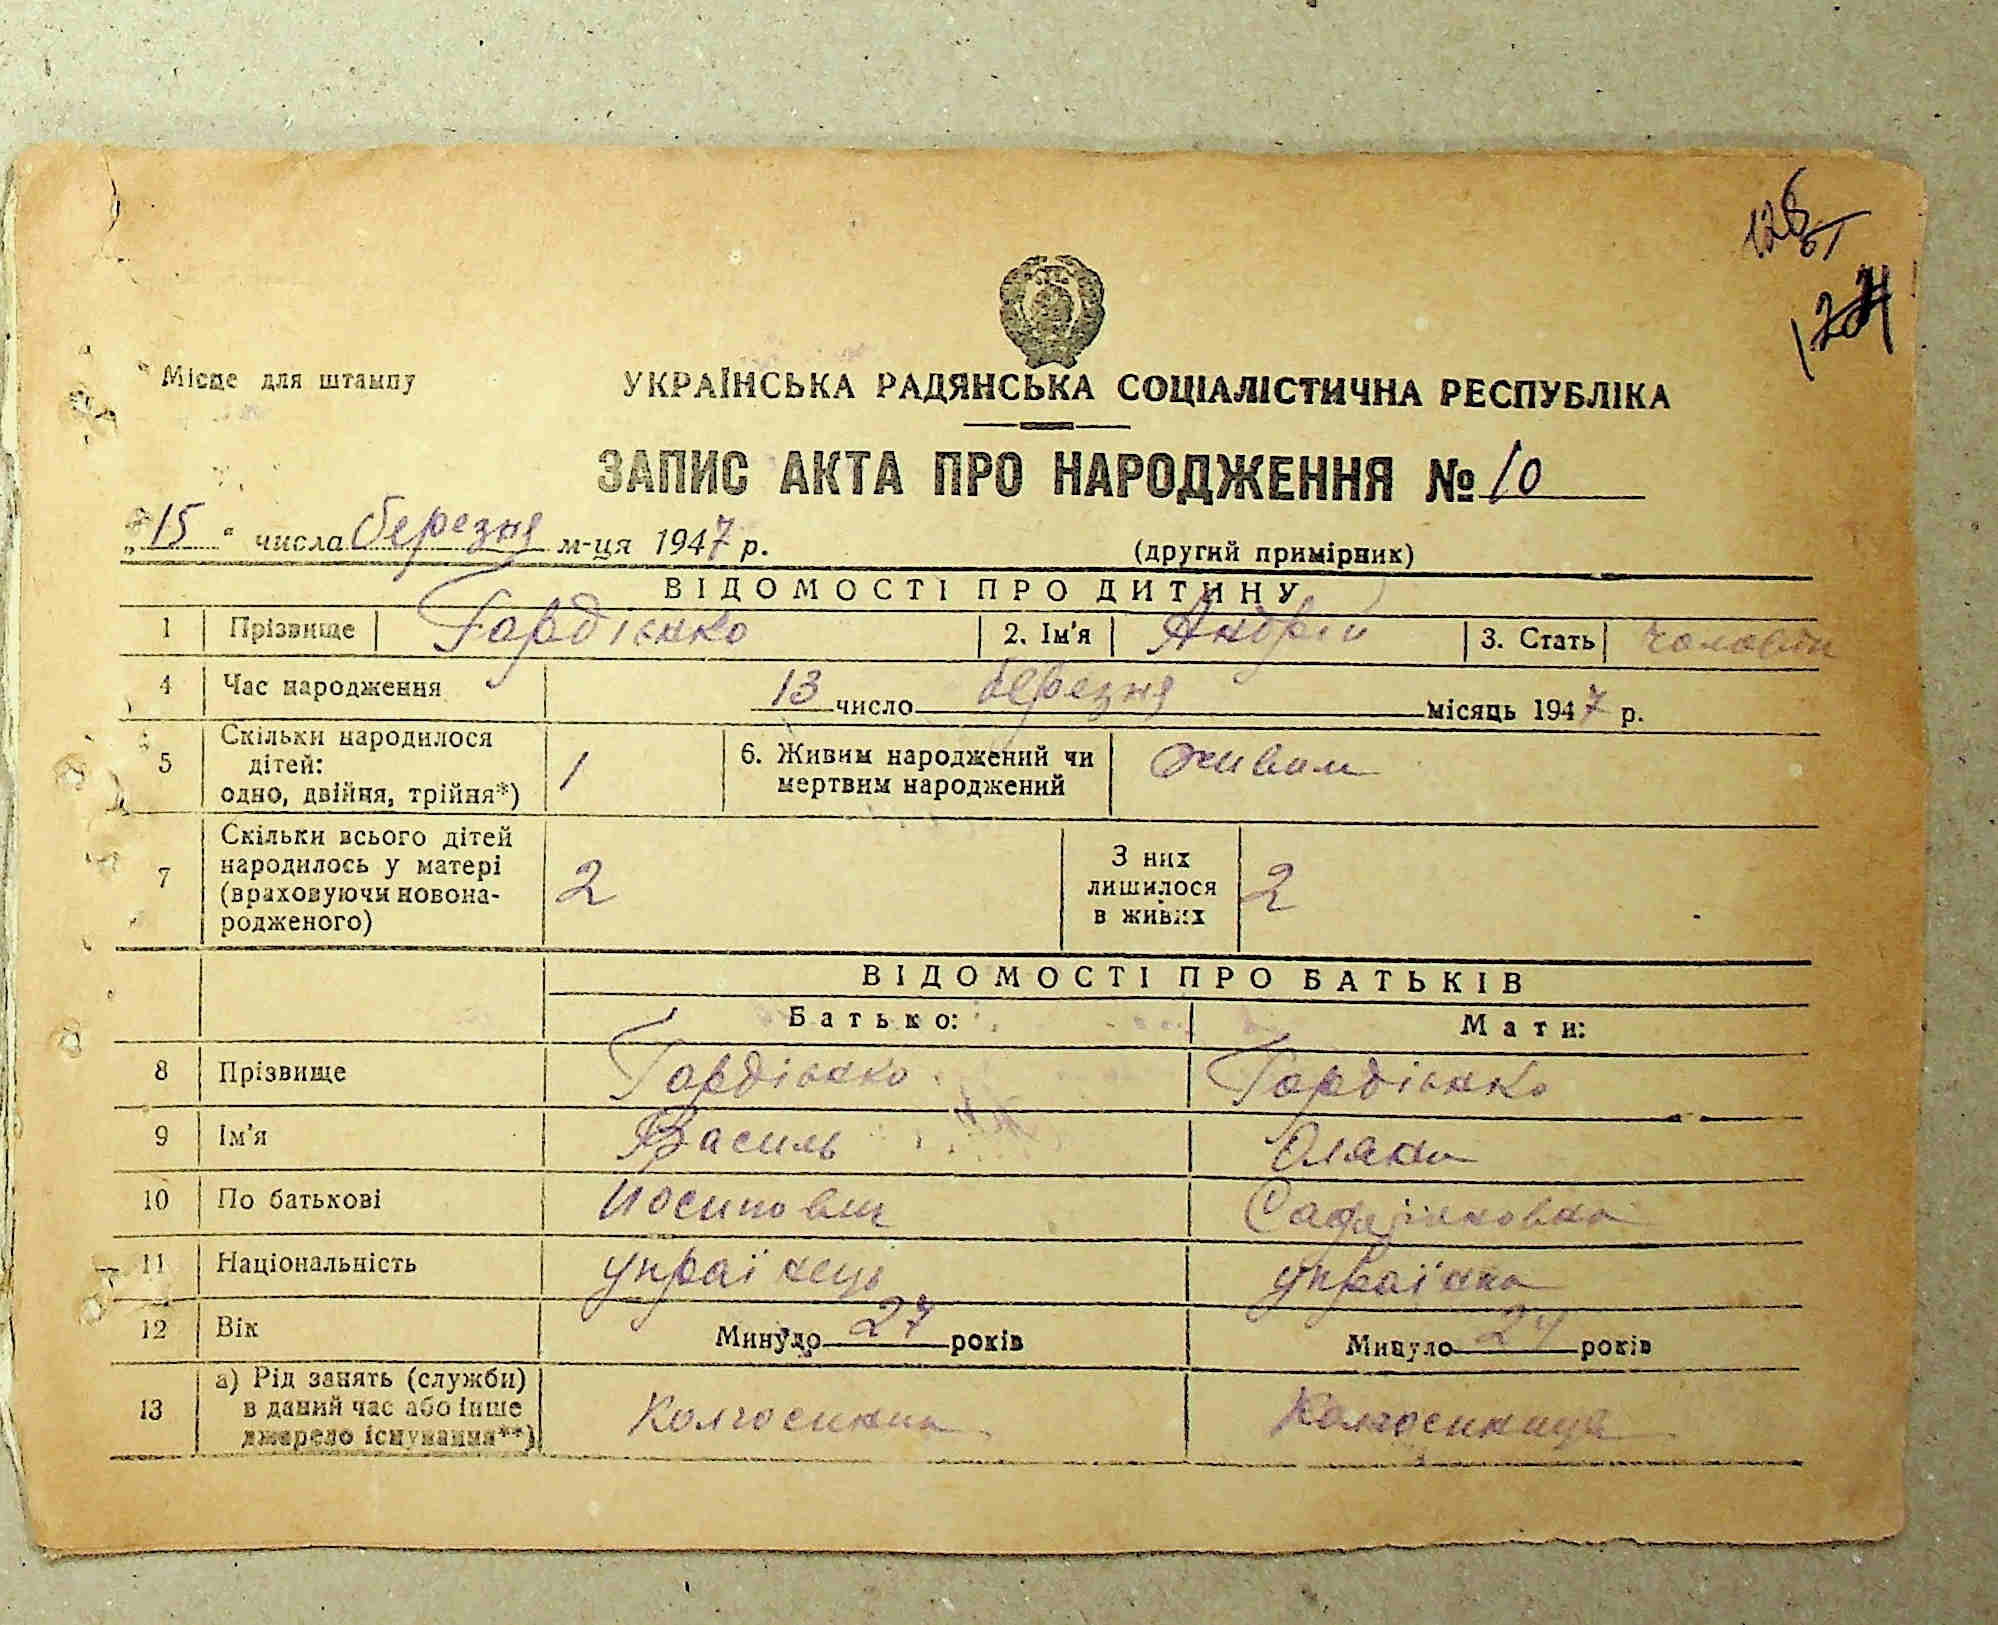 128
Місце для штампу
УКРАЇНСЬКА РАДЯНСЬКА СОЦІАЛІСТИЧНА РЕСПУБЛІКА
ЗАПИС АКТА ПРО НАРОДЖЕННЯ № 10
„15“ числа березня м-ця 1947 р.
(другий примірник)
ВІДОМОСТІ ПРО ДИТИНУ
1 Прізвище Гордієнко 2. Ім'я Андрій 3. Стать
4 Час народження 13 число березня місяць 1947 р.
5 Скільки народилося дітей: одно, двійня, трійня*) 1 6. Живим народжений чи мертвим народжений живим
7 Скільки всього дітей народилось у матері (враховуючи новонародженого) 2 З них лишилося в живих 2
ВІДОМОСТІ ПРО БАТЬКІВ
Батько: Мати:
8 Прізвище Гордієнко Гордієнко
9 Ім'я Василь Оляна
10 По батькові Йосипович
11 Національність українець українка
12 Вік Минуло 27 років Минуло 24 років
13 а) Рід занять (служби) в даний час або інше джерело існування**) Колгоспник Колгоспниця